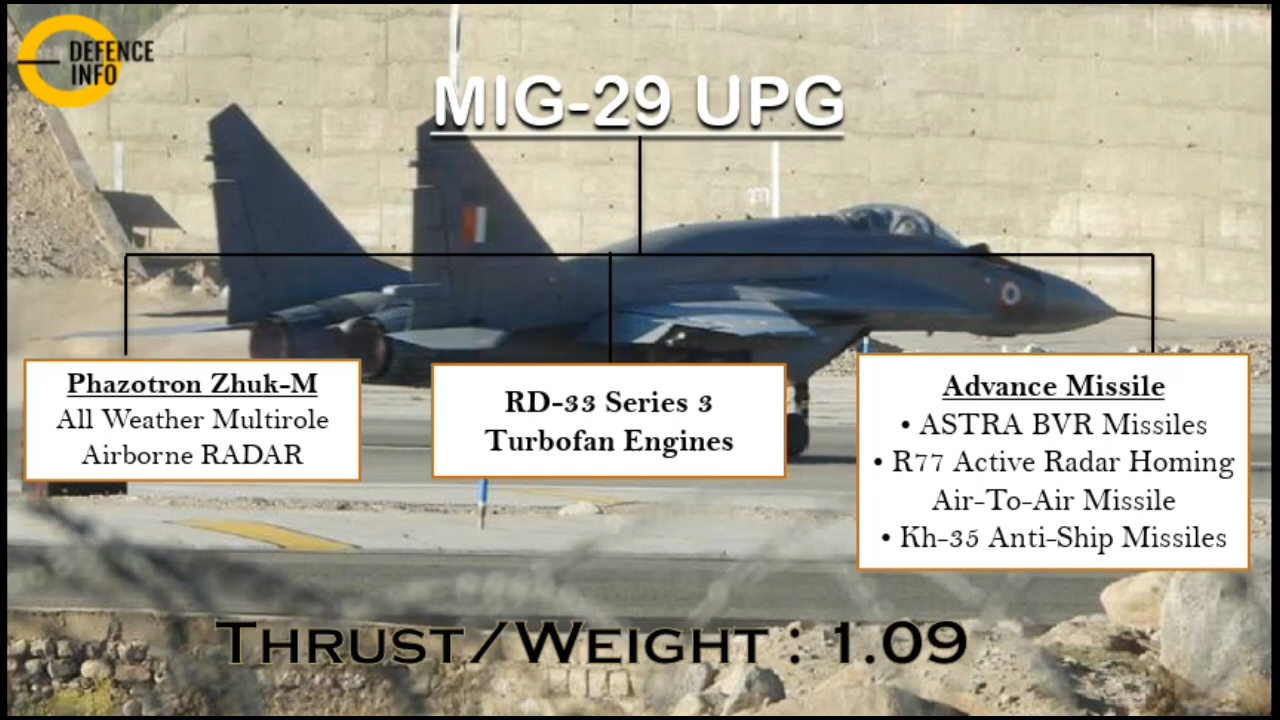 DEFENCE
INFO
MIG-29 UPG
Phazotron Zhuk-M
All Weather Multirole
Airborne RADAR
RD-33 Series 3
Turbofan Engines
Advance Missile
• ASTRA BVR Missiles
• R77 Active Radar Homing
Air-To-Air Missile
• Kh-35 Anti-Ship Missiles
THRUST/WEIGHT : 1.09